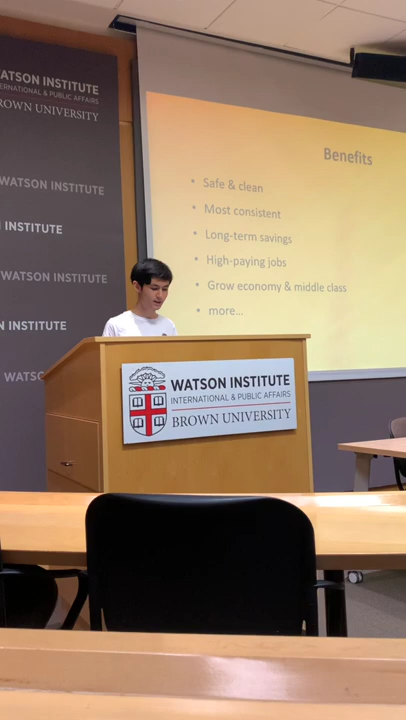 WATSON INSTITUTE
INTERNATIONAL & PUBLIC AFFAIRS
BROWN UNIVERSITY
WATSON INSTITUTE
INSTITUTE
WATSON INSTITUTE
INSTITUTE
WATSON
Benefits
• Safe & clean
• Most consistent
• Long-term savings
• High-paying jobs
• Grow economy & middle class
• more...
WATSON INSTITUTE
INTERNATIONAL & PUBLIC AFFAIRS
BROWN UNIVERSITY